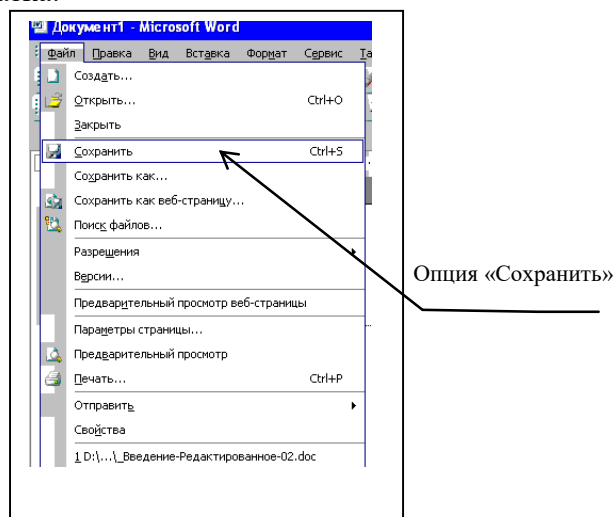 Документ1 - Microsoft Word
Файл Правка Вид Вставка Формат Сервис Та
Создать...
Открыть... Ctrl+O
Закрыть
Сохранить Ctrl+S
Сохранить как...
Сохранить как веб-страницу...
Поиск файлов...
Разрешения
Версии...
Опция «Сохранить»
Предварительный просмотр веб-страницы
Параметры страницы...
Предварительный просмотр
Печать... Ctrl+P
Отправить
Свойства
1 D:\...\_Введение-Редактированное-02.doc